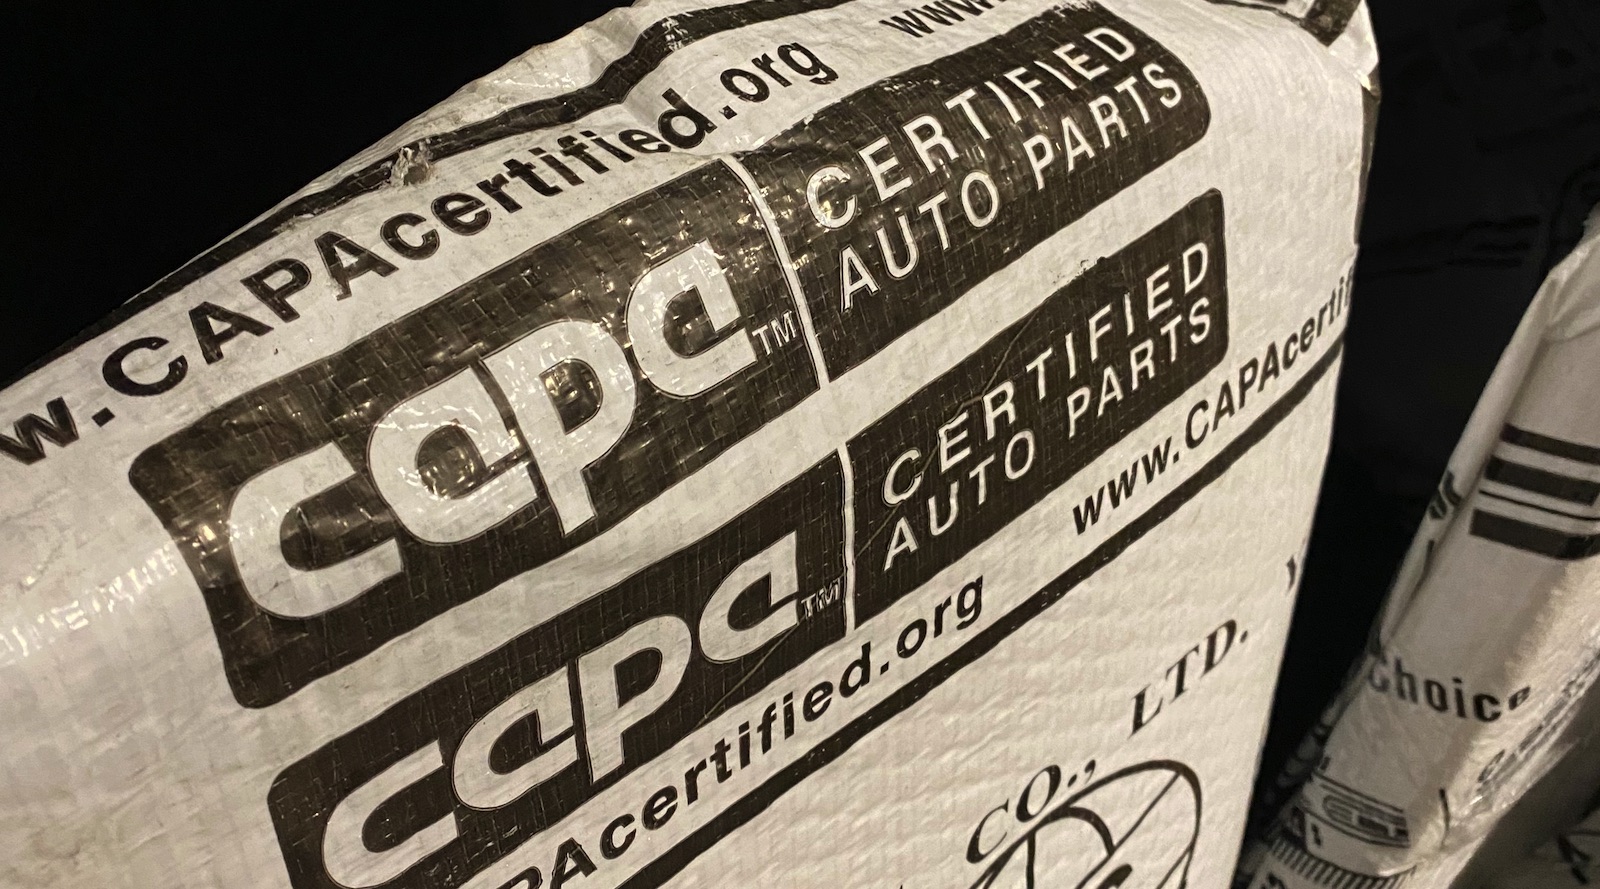 www.
w.CAPAcertified.org
capa™ CERTIFIED
AUTO PARTS
capa™ CERTIFIED
AUTO PARTS
PAcertified.org www.CAPAcertifi
CO., LTD.
Choice